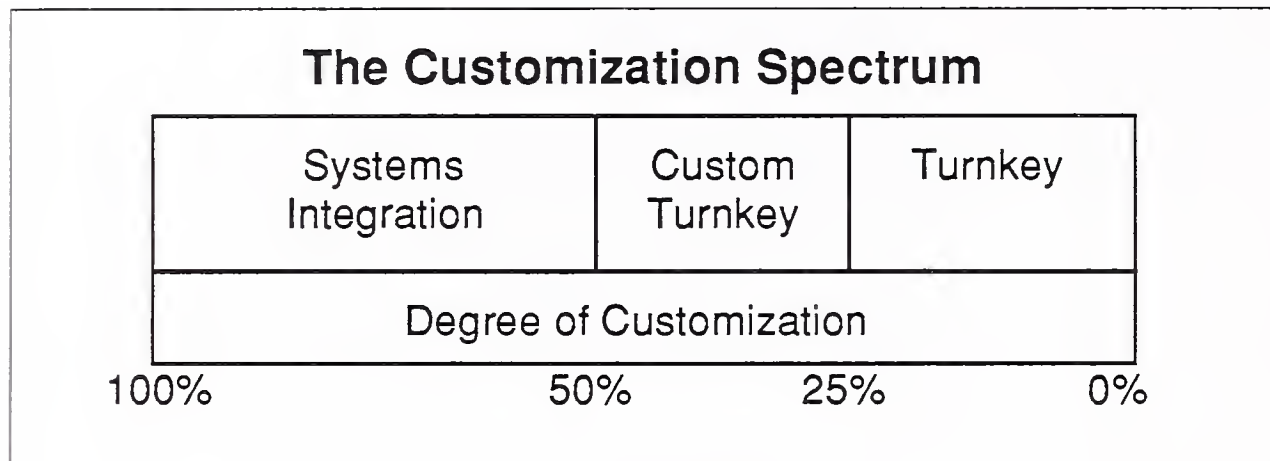 The Customization Spectrum
Systems Integration
Custom Turnkey
Turnkey
Degree of Customization
100% 50% 25% 0%